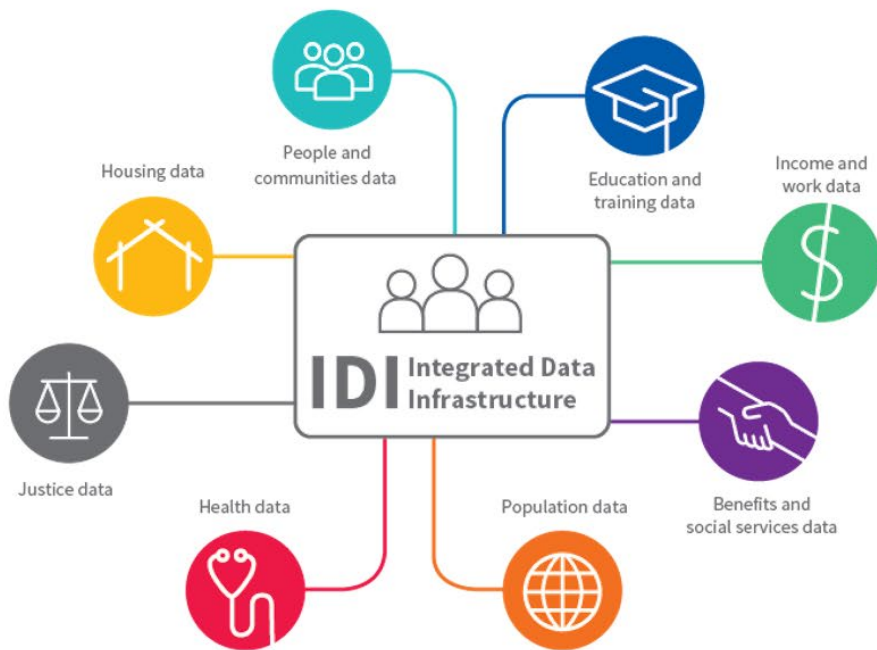 People and
communities data
Education and
training data
Housing data
Income and
work data
IDI
Integrated Data
Infrastructure
Justice data
Benefits and
social services data
Health data
Population data